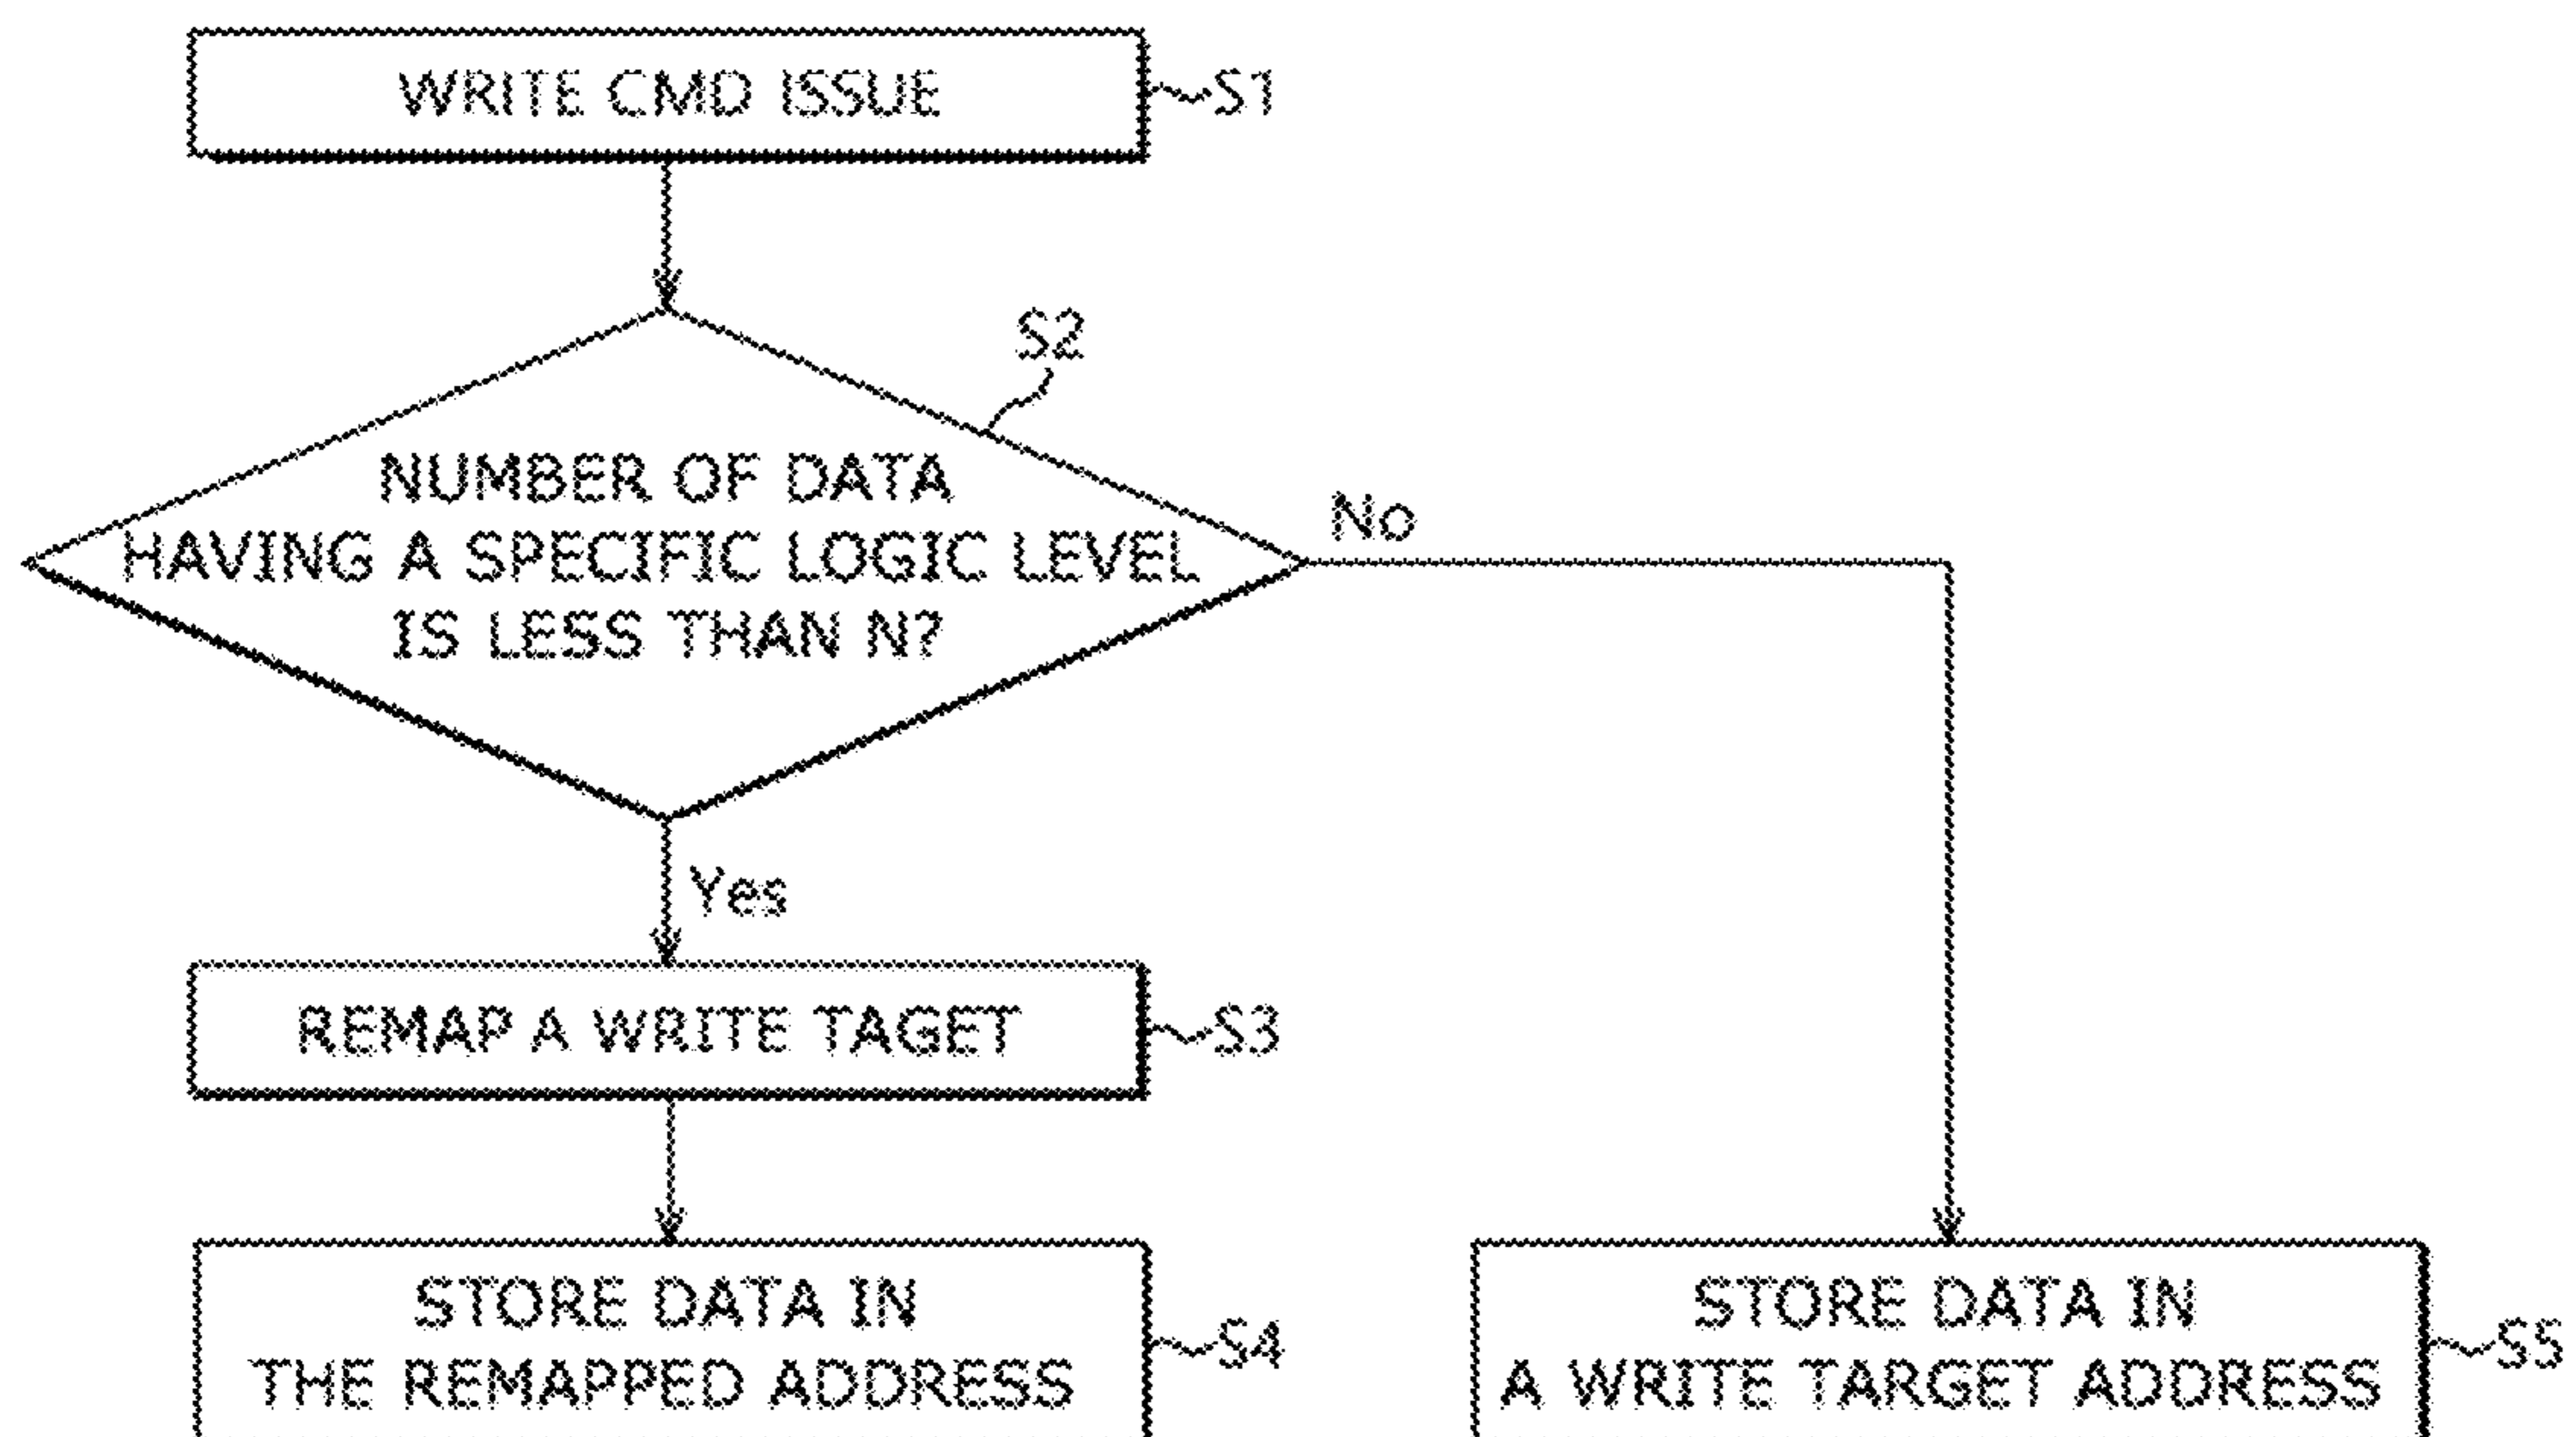 WRITE CMD ISSUE
S1
S2
NUMBER OF DATA
HAVING A SPECIFIC LOGIC LEVEL
IS LESS THAN N?
No
Yes
REMAP A WRITE TAGET
S3
STORE DATA IN
THE REMAPPED ADDRESS
S4
STORE DATA IN
A WRITE TARGET ADDRESS
S5